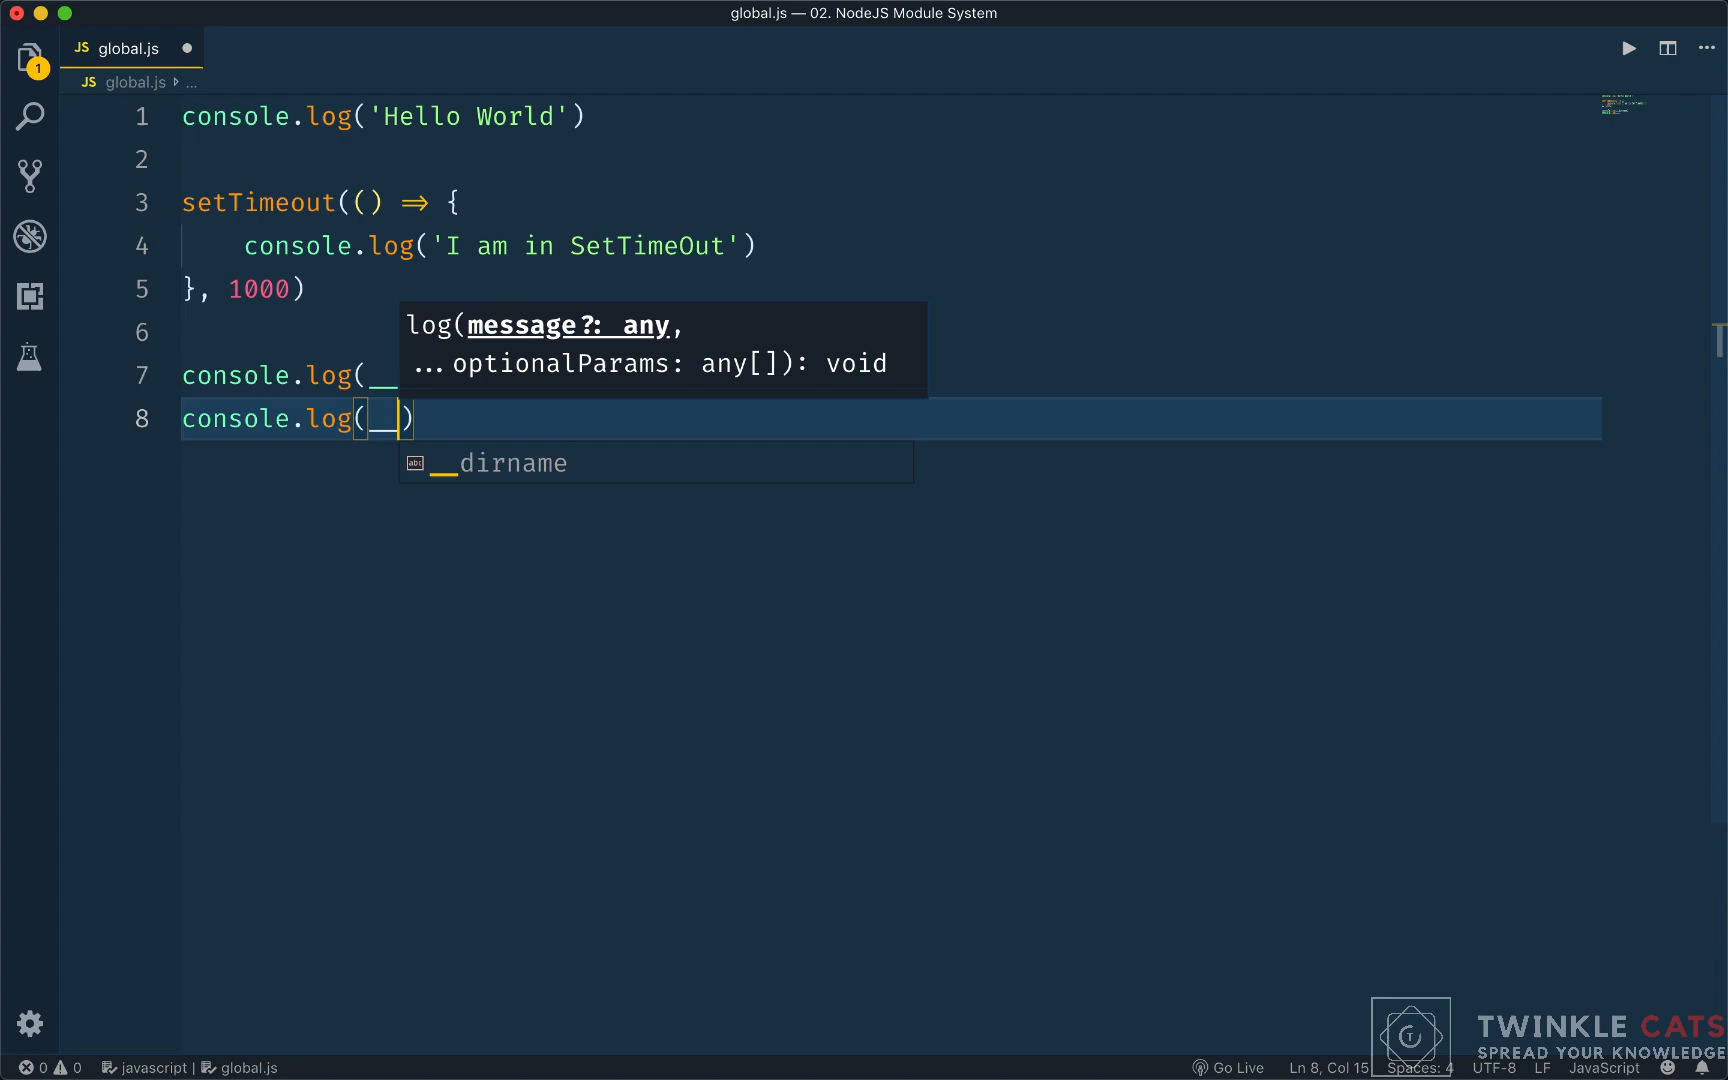 global.js — 02. NodeJS Module System
JS global.js
1
JS global.js ...
1 console.log('Hello World')
2
3 setTimeout(() => {
4 console.log('I am in SetTimeOut')
5 }, 1000)
6
log(message?: any,
...optionalParams: any[]): void
7 console.log(__
8 console.log(__)
abc __dirname
TWINKLE CATS
SPREAD YOUR KNOWLEDGE
0 0 javascript | global.js Go Live Ln 8, Col 15 Spaces: 4 UTF-8 LF JavaScript